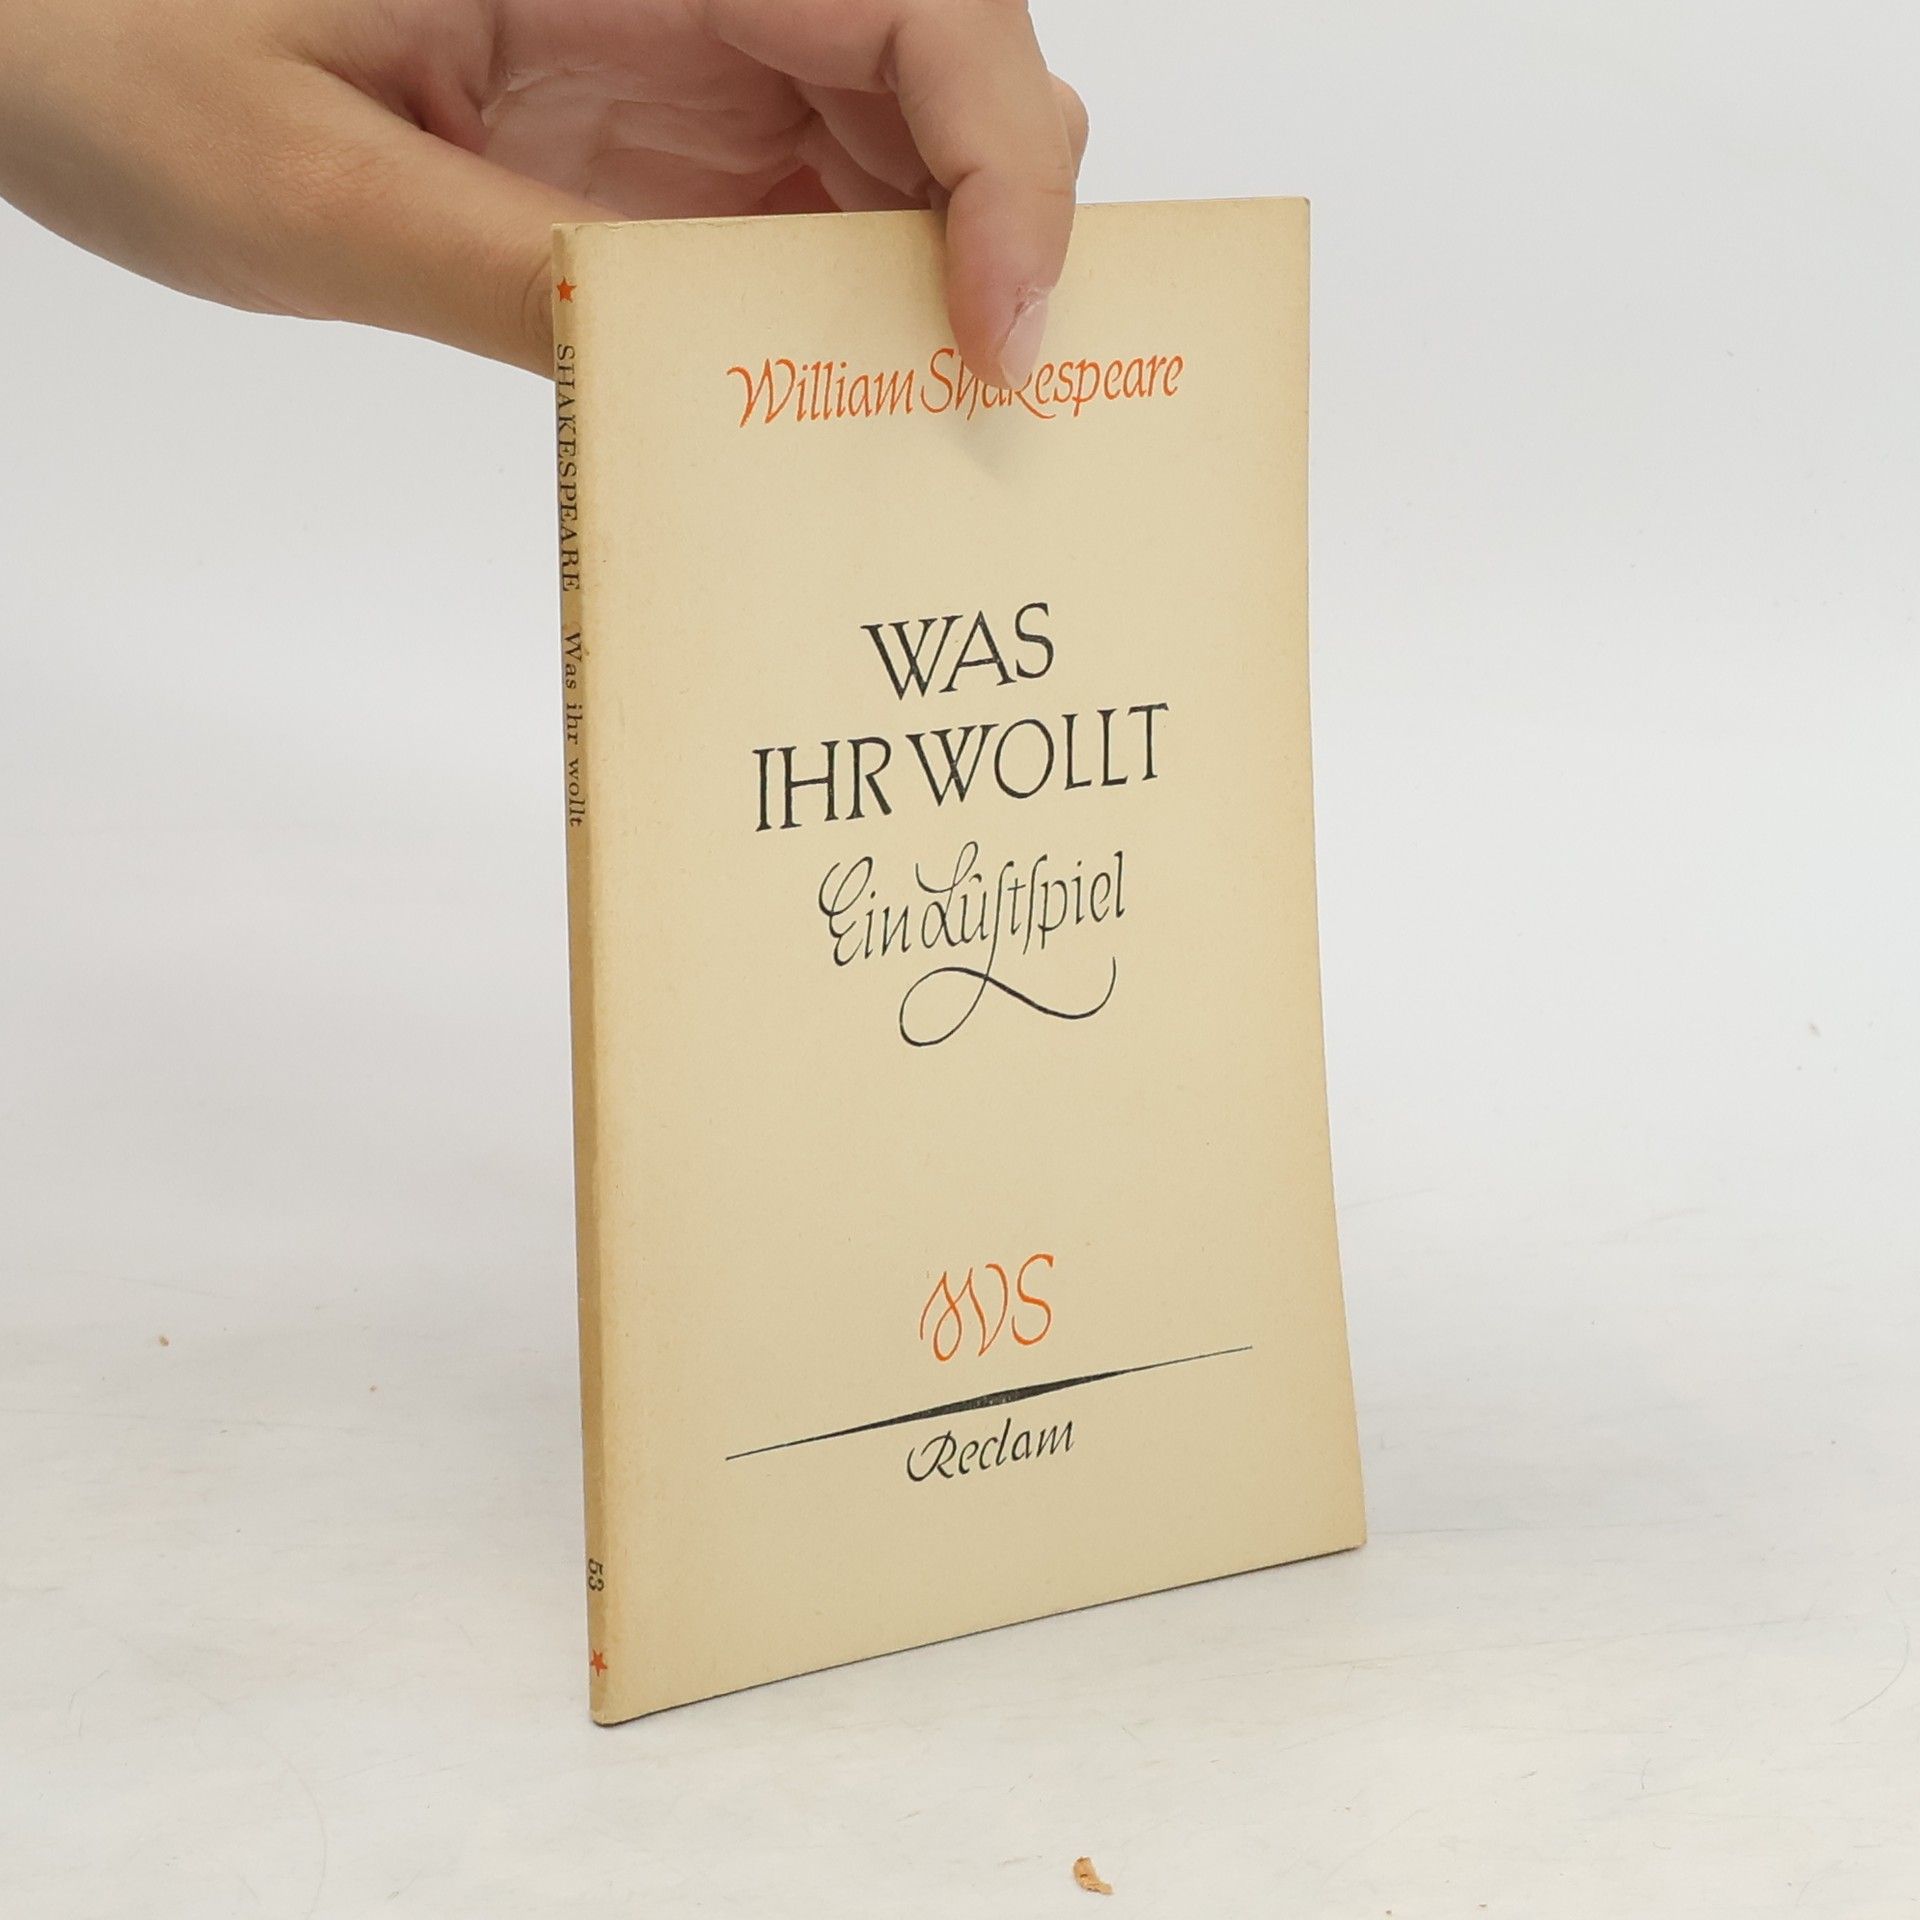 William Shakespeare
WAS
IHR WOLLT
Ein Luſtſpiel
WS
Reclam
SHAKESPEARE Was ihr wollt
53